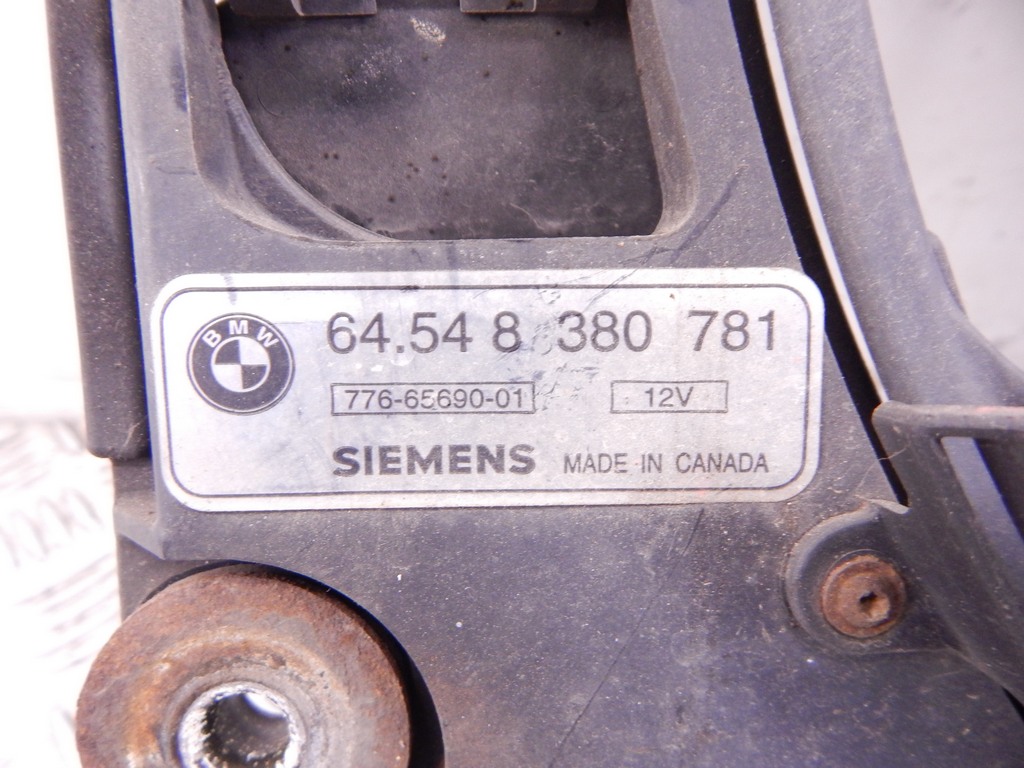 BMW
64.54 8 380 781
776-65690-01 12V
SIEMENS MADE IN CANADA